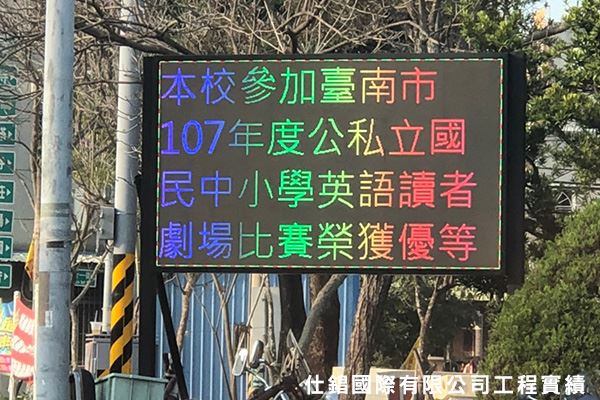 本校參加臺南市
107年度公私立國
民中小學英語讀者
劇場比賽榮獲優等
仕錩國際有限公司工程實績